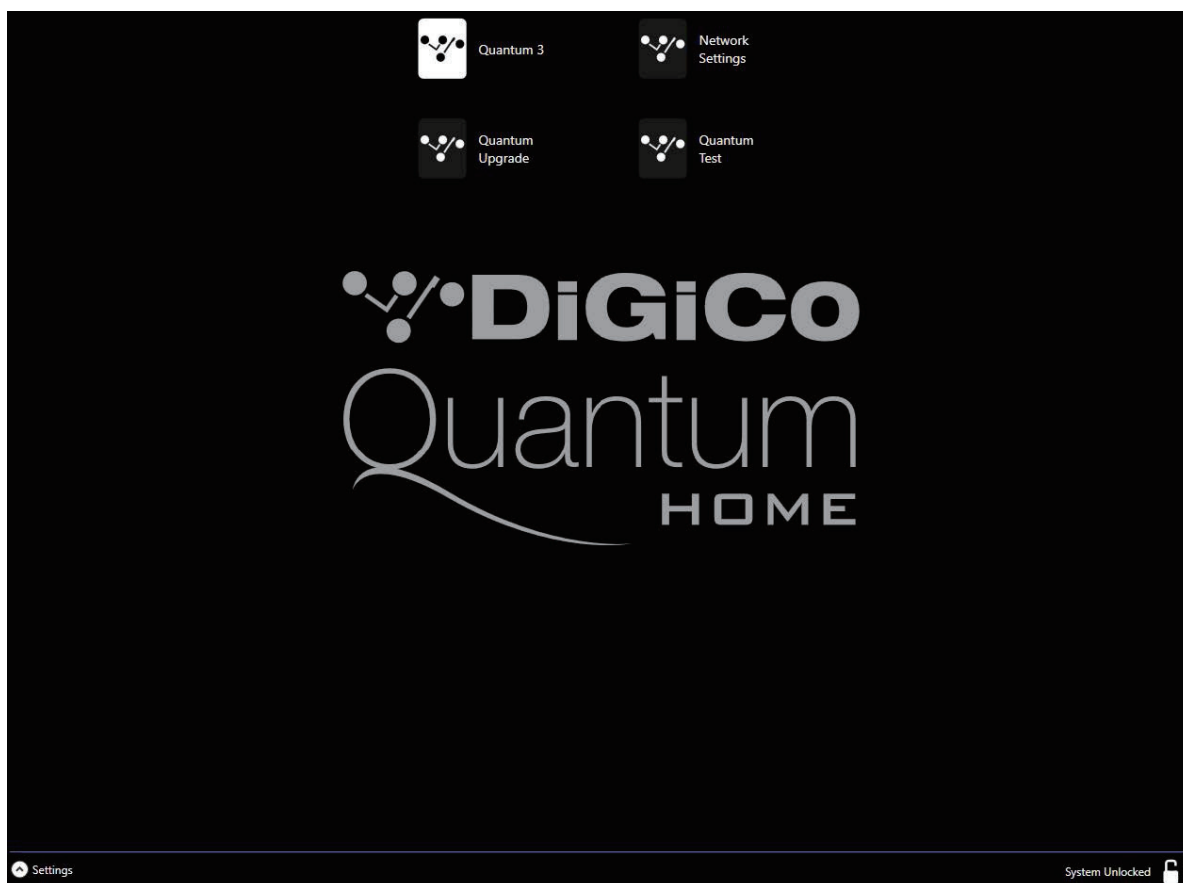 Quantum 3
Network
Settings
Quantum
Upgrade
Quantum
Test
DiGiCo
Quantum
HOME
Settings
System Unlocked